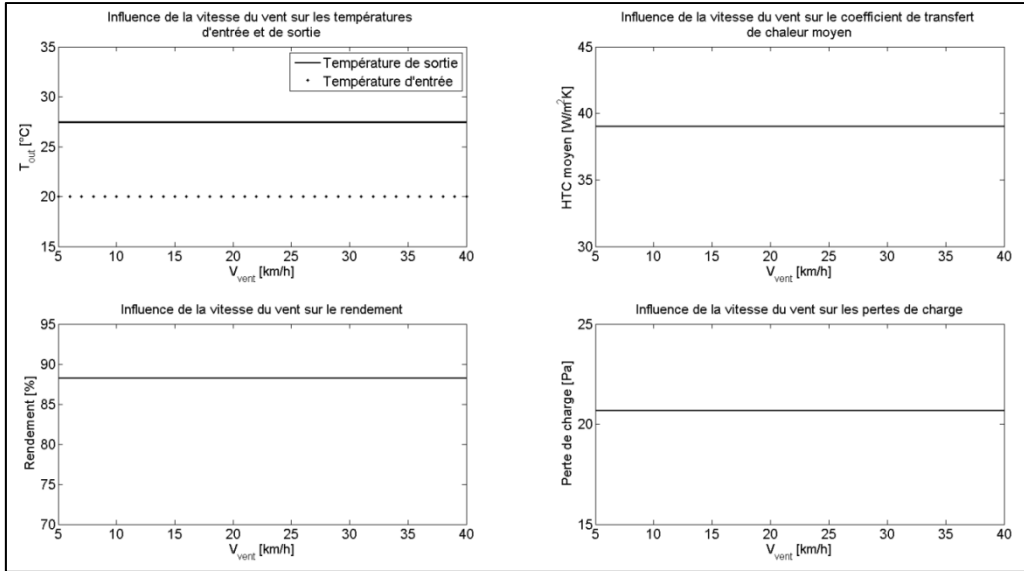 Influence de la vitesse du vent sur les températures
d'entrée et de sortie
35
30
25
20
15
T_out [°C]
Température de sortie
Température d'entrée
5 10 15 20 25 30 35 40
V_vent [km/h]
Influence de la vitesse du vent sur le coefficient de transfert
de chaleur moyen
45
40
35
30
HTC moyen [W/m²K]
5 10 15 20 25 30 35 40
V_vent [km/h]
Influence de la vitesse du vent sur le rendement
95
90
85
80
75
70
Rendement [%]
5 10 15 20 25 30 35 40
V_vent [km/h]
Influence de la vitesse du vent sur les pertes de charge
25
20
15
Perte de charge [Pa]
5 10 15 20 25 30 35 40
V_vent [km/h]